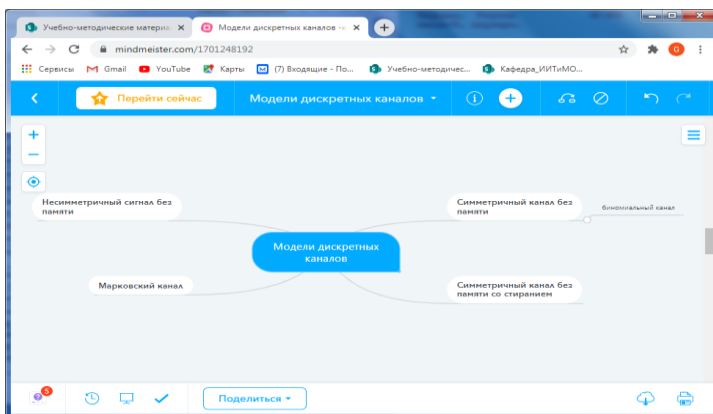 Учебно-методические материа
Модели дискретных каналов -
mindmeister.com/1701248192
G
Сервисы
Gmail
YouTube
Карты
(7) Входящие - По...
Учебно-методичес...
Кафедра_ИИТиМО...
Перейти сейчас
Модели дискретных каналов
Несимметричный сигнал без
памяти
Симметричный канал без
памяти
биномиальный канал
Модели дискретных
каналов
Марковский канал
Симметричный канал без
памяти со стиранием
5
Поделиться